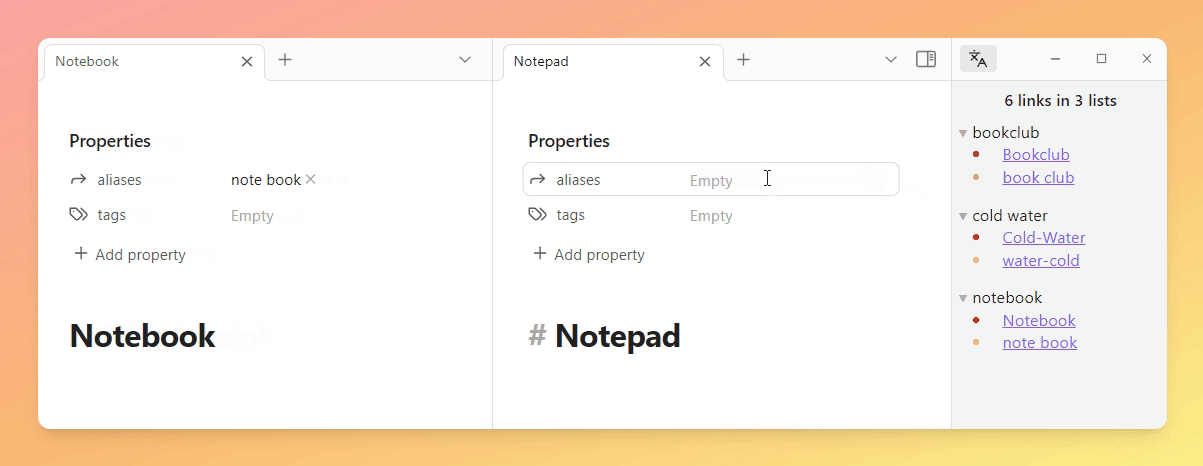 Notebook
Properties
aliases note book
tags Empty
Add property
Notebook
Notepad
Properties
aliases Empty
tags Empty
Add property
# Notepad
6 links in 3 lists
bookclub
Bookclub
book club
cold water
Cold-Water
water-cold
notebook
Notebook
note book